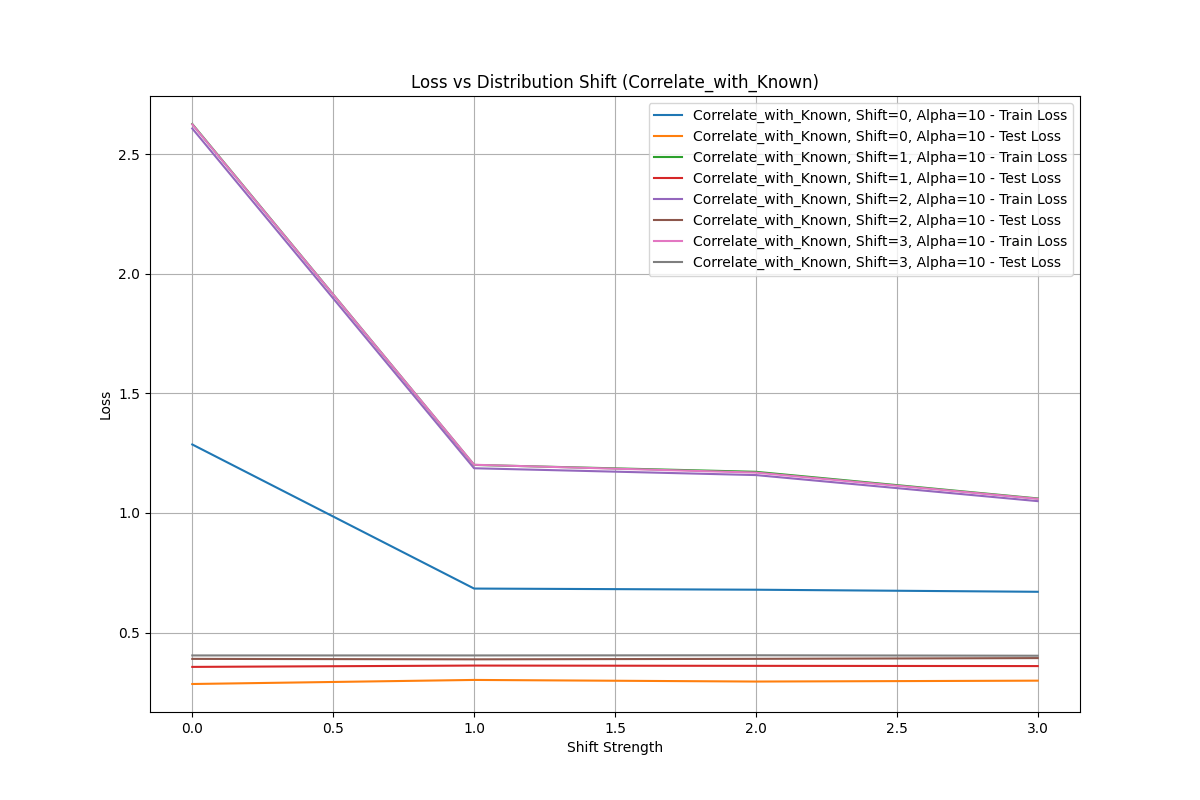 Loss vs Distribution Shift (Correlate_with_Known)
Correlate_with_Known, Shift=0, Alpha=10 - Train Loss
Correlate_with_Known, Shift=0, Alpha=10 - Test Loss
Correlate_with_Known, Shift=1, Alpha=10 - Train Loss
Correlate_with_Known, Shift=1, Alpha=10 - Test Loss
Correlate_with_Known, Shift=2, Alpha=10 - Train Loss
Correlate_with_Known, Shift=2, Alpha=10 - Test Loss
Correlate_with_Known, Shift=3, Alpha=10 - Train Loss
Correlate_with_Known, Shift=3, Alpha=10 - Test Loss
2.5
2.0
1.5
1.0
0.5
Loss
0.0 0.5 1.0 1.5 2.0 2.5 3.0
Shift Strength